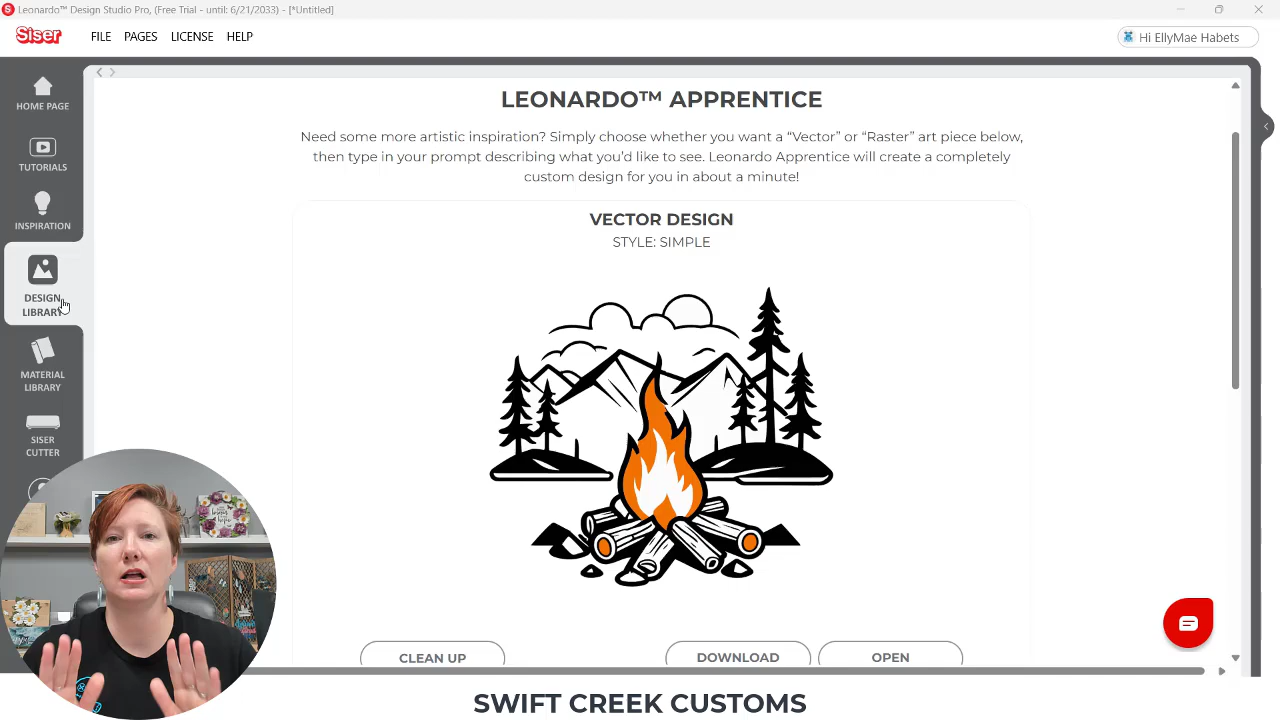 Leonardo™ Design Studio Pro, (Free Trial - until: 6/21/2033) - [*Untitled]
Siser
FILE PAGES LICENSE HELP
Hi EllyMae Habets
HOME PAGE
TUTORIALS
INSPIRATION
DESIGN
LIBRARY
MATERIAL
LIBRARY
SISER
CUTTER
LEONARDO™ APPRENTICE
Need some more artistic inspiration? Simply choose whether you want a “Vector” or “Raster” art piece below,
then type in your prompt describing what you’d like to see. Leonardo Apprentice will create a completely
custom design for you in about a minute!
VECTOR DESIGN
STYLE: SIMPLE
CLEAN UP
DOWNLOAD
OPEN
SWIFT CREEK CUSTOMS